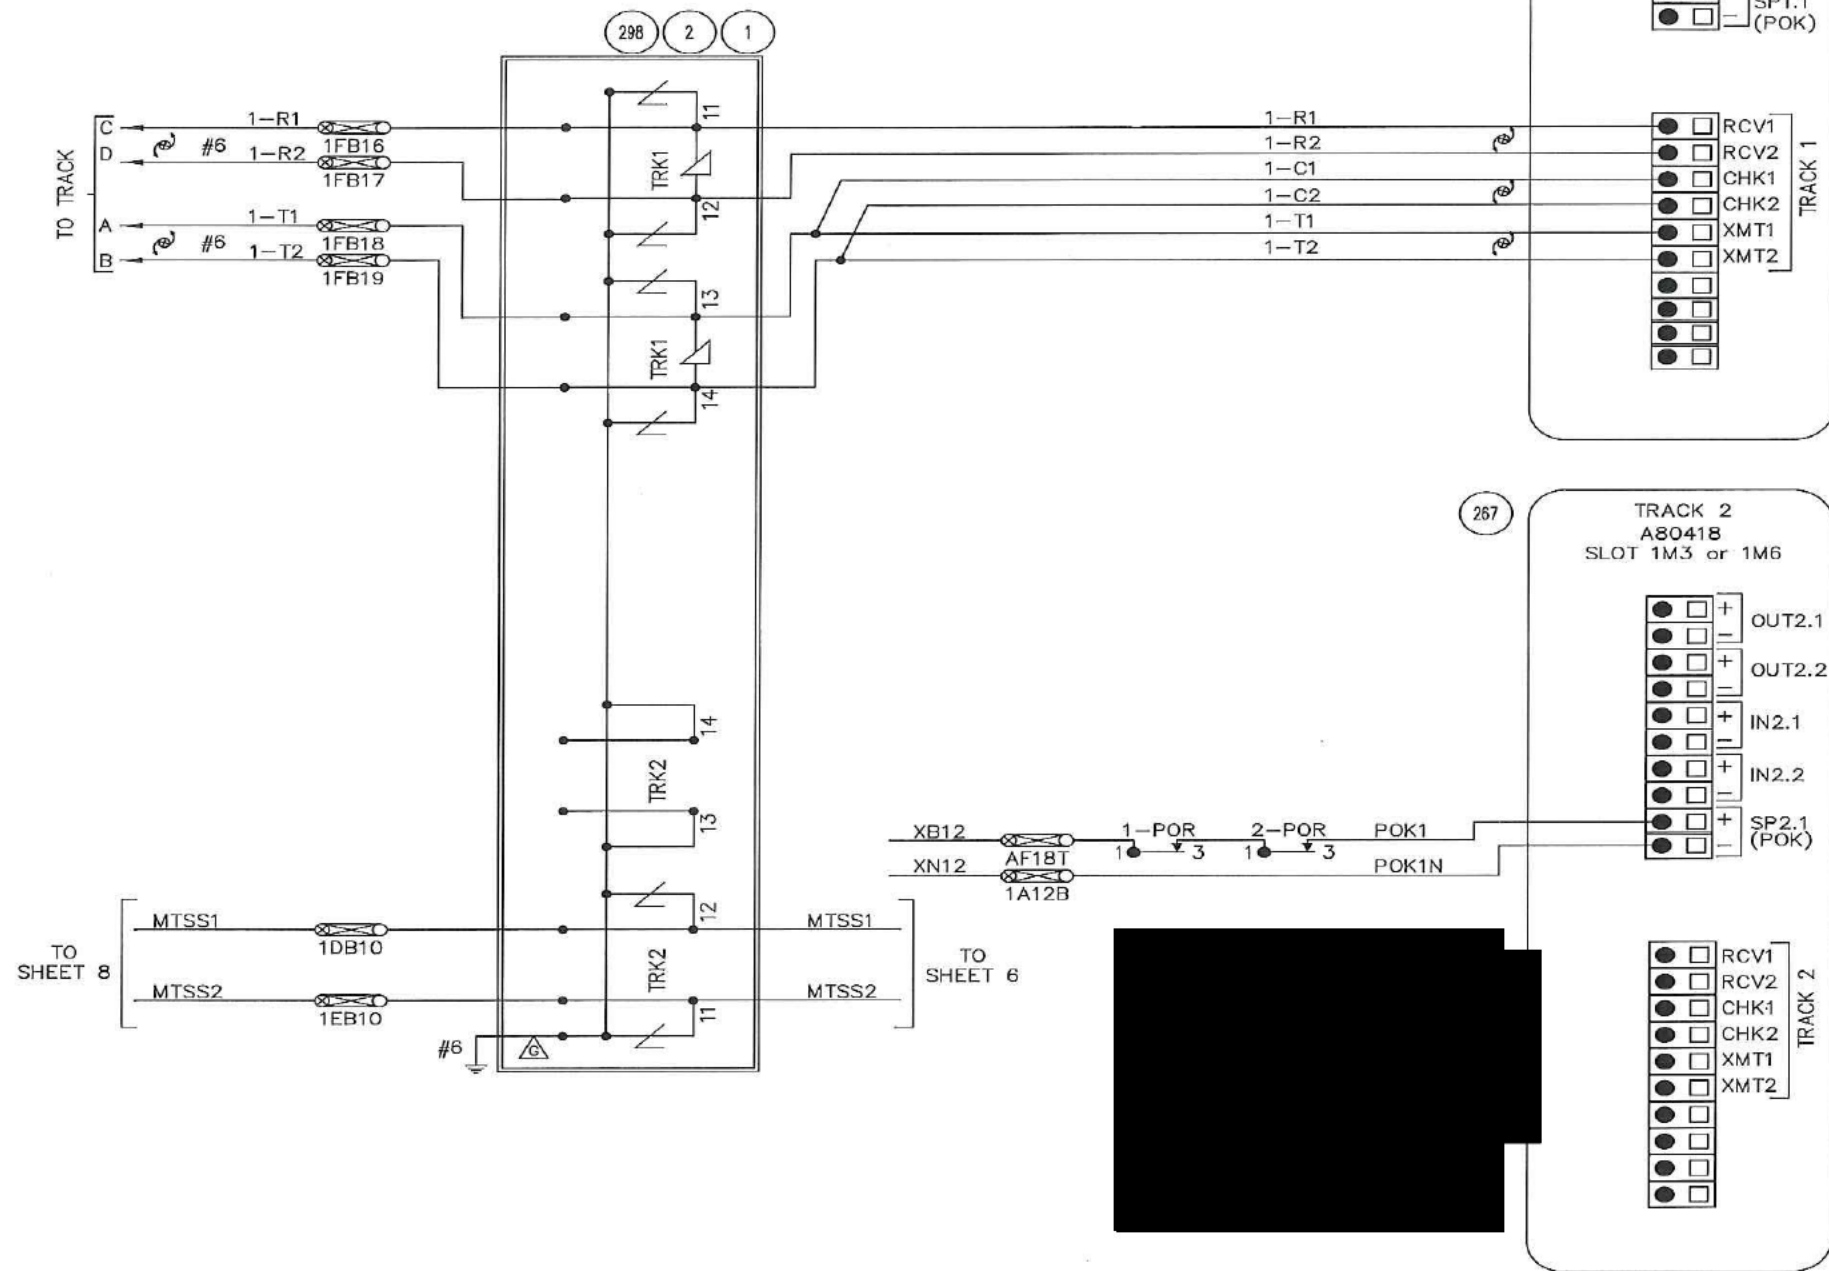 SP1.1
(POK)
298
2
1
TO TRACK
C
D
A
B
1-R1
#6
1-R2
1-T1
#6
1-T2
1FB16
1FB17
1FB18
1FB19
11
TRK1
12
13
TRK1
14
1-R1
1-R2
1-C1
1-C2
1-T1
1-T2
RCV1
RCV2
CHK1
CHK2
XMT1
XMT2
TRACK 1
267
TRACK 2
A80418
SLOT 1M3 or 1M6
+
-
OUT2.1
+
-
OUT2.2
+
-
IN2.1
+
-
IN2.2
+
-
SP2.1
(POK)
14
TRK2
13
12
TRK2
11
XB12
AF18T
1-POR
1 3
2-POR
1 3
POK1
XN12
1A12B
POK1N
TO
SHEET 8
MTSS1
1DB10
MTSS2
1EB10
#6
G
MTSS1
MTSS2
TO
SHEET 6
RCV1
RCV2
CHK1
CHK2
XMT1
XMT2
TRACK 2